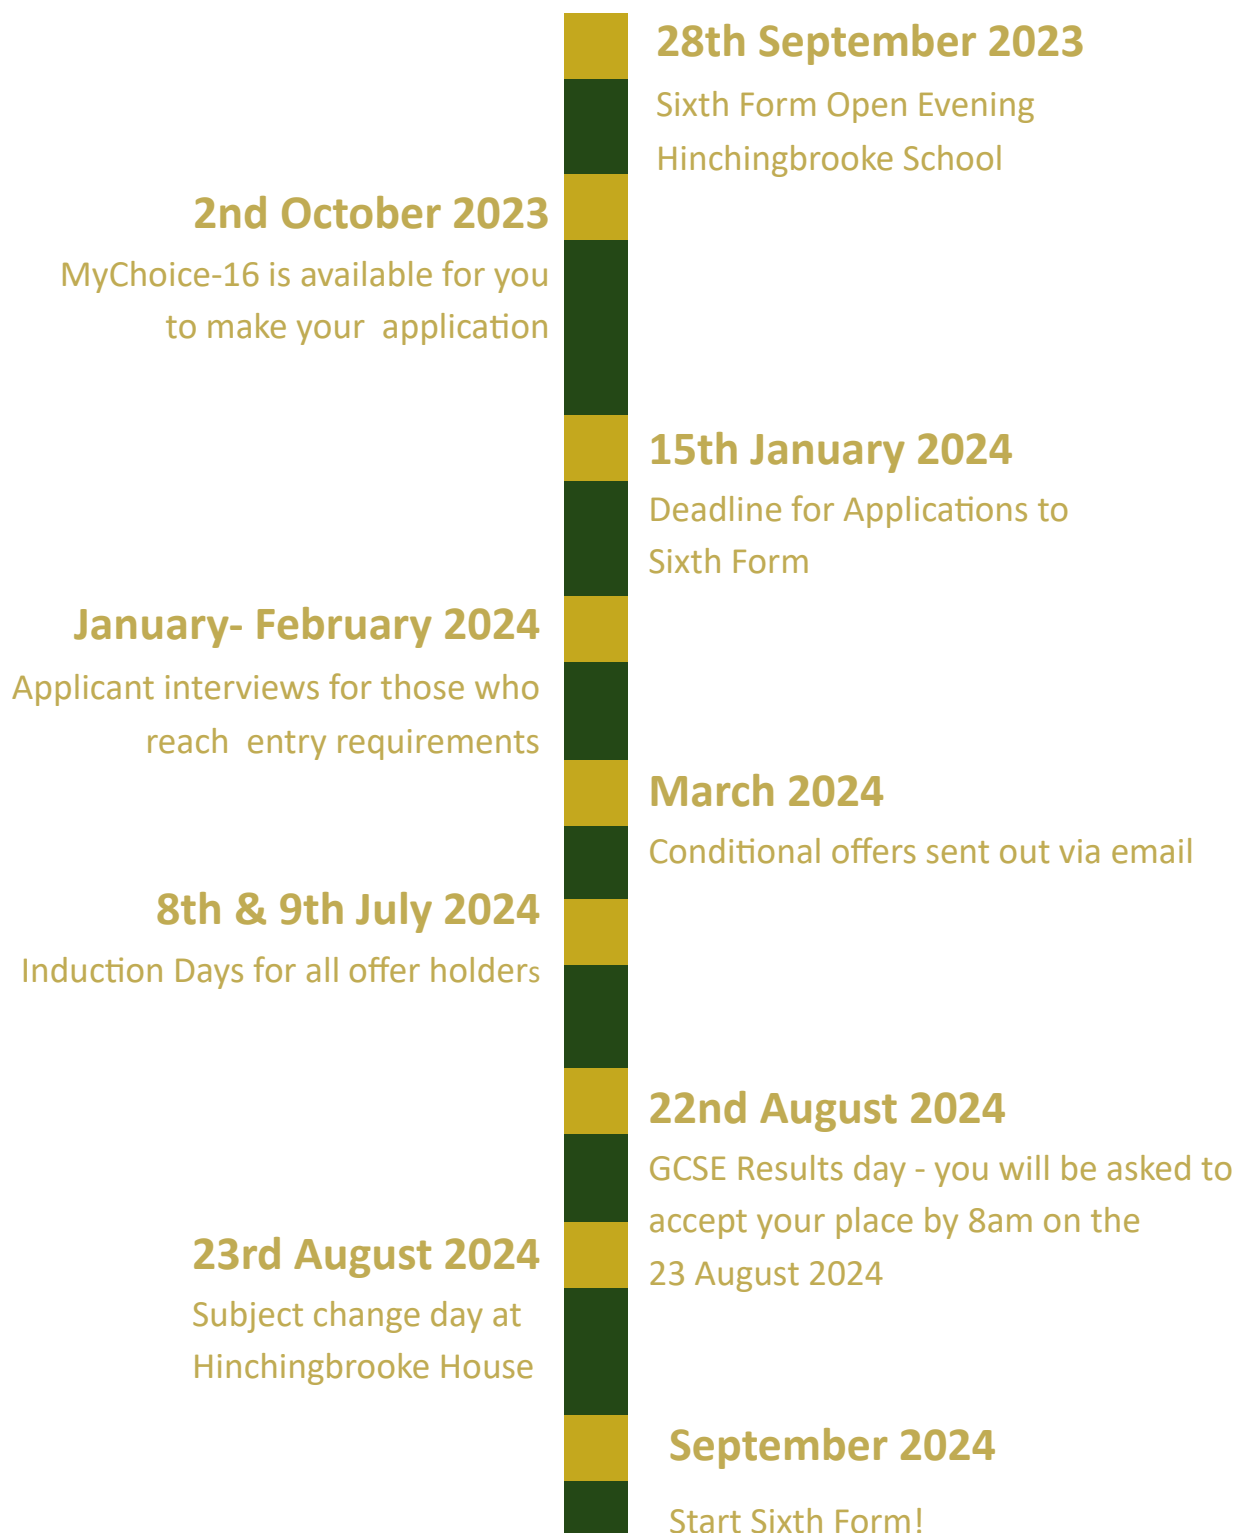 28th September 2023
Sixth Form Open Evening
Hinchingbrooke School
2nd October 2023
MyChoice-16 is available for you
to make your  application
15th January 2024
Deadline for Applications to
Sixth Form
January- February 2024
Applicant interviews for those who
reach  entry requirements
March 2024
Conditional offers sent out via email
8th & 9th July 2024
Induction Days for all offer holders
22nd August 2024
GCSE Results day - you will be asked to
accept your place by 8am on the
23 August 2024
23rd August 2024
Subject change day at
Hinchingbrooke House
September 2024
Start Sixth Form!